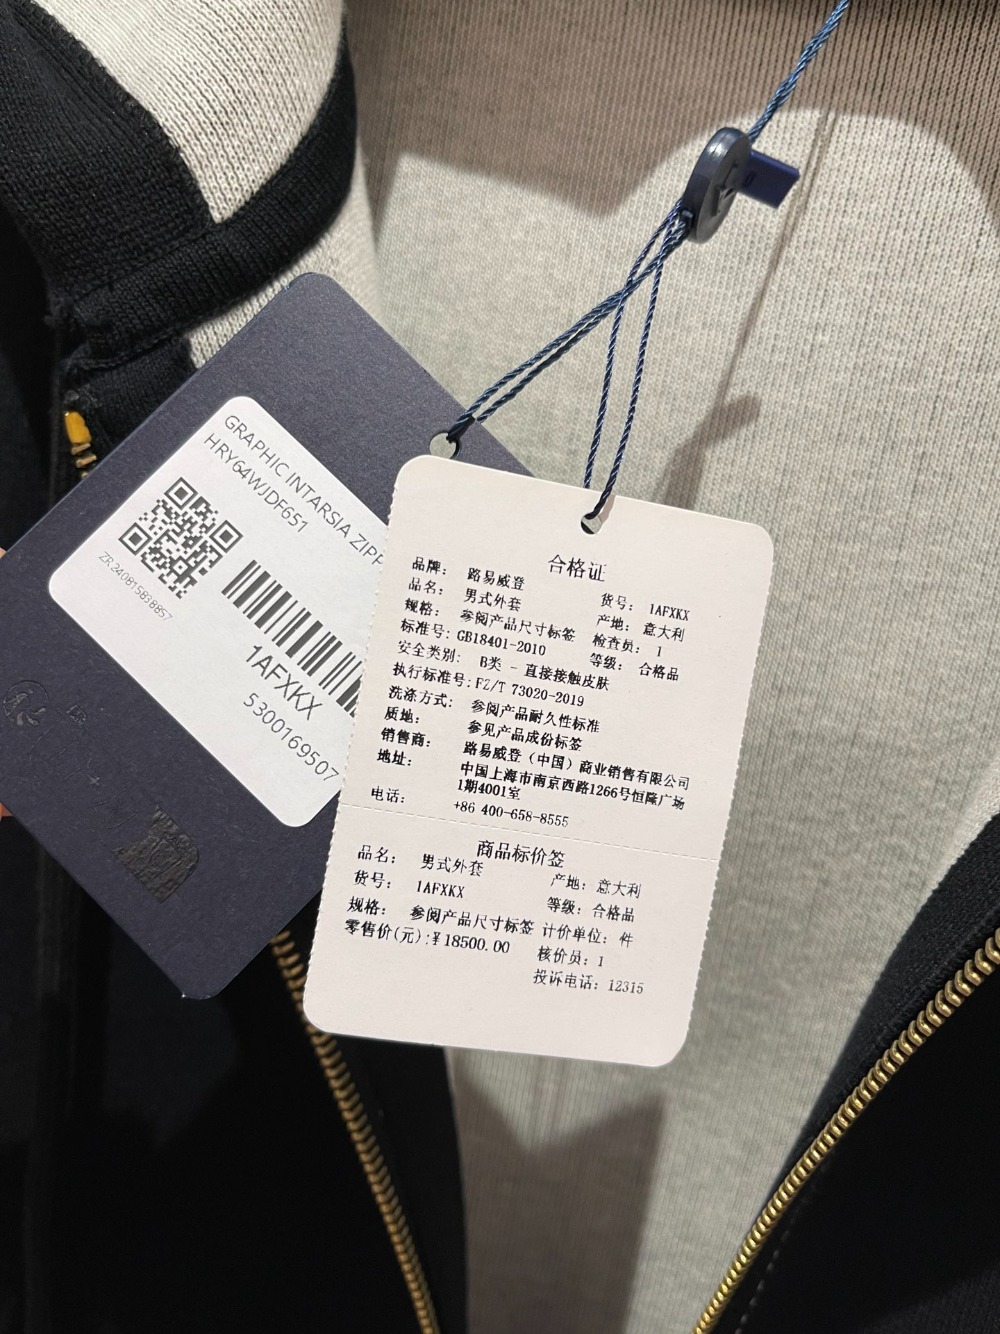 GRAPHIC INTARSIA ZIPP
HRY64WJDF651
ZR2408158388S7
1AFXKX
5300169507
合格证
品牌： 路易威登
货号： 1AFXKX
品名： 男式外套
产地： 意大利
规格： 参阅产品尺寸标签
检查员： 1
标准号: GB18401-2010
等级： 合格品
安全类别: B类 - 直接接触皮肤
执行标准号: FZ/T 73020-2019
洗涤方式: 参阅产品耐久性标准
质地: 参见产品成份标签
销售商: 路易威登（中国）商业销售有限公司
地址: 中国上海市南京西路1266号恒隆广场
1期4001室
电话: +86 400-658-8555
商品标价签
品名： 男式外套
产地： 意大利
货号： 1AFXKX
等级： 合格品
规格： 参阅产品尺寸标签
计价单位： 件
零售价(元):¥18500.00
核价员: 1
投诉电话： 12315